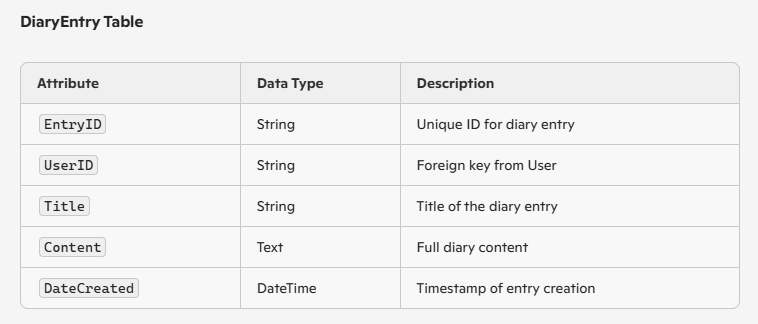 DiaryEntry Table
Attribute Data Type Description
EntryID String Unique ID for diary entry
UserID String Foreign key from User
Title String Title of the diary entry
Content Text Full diary content
DateCreated DateTime Timestamp of entry creation